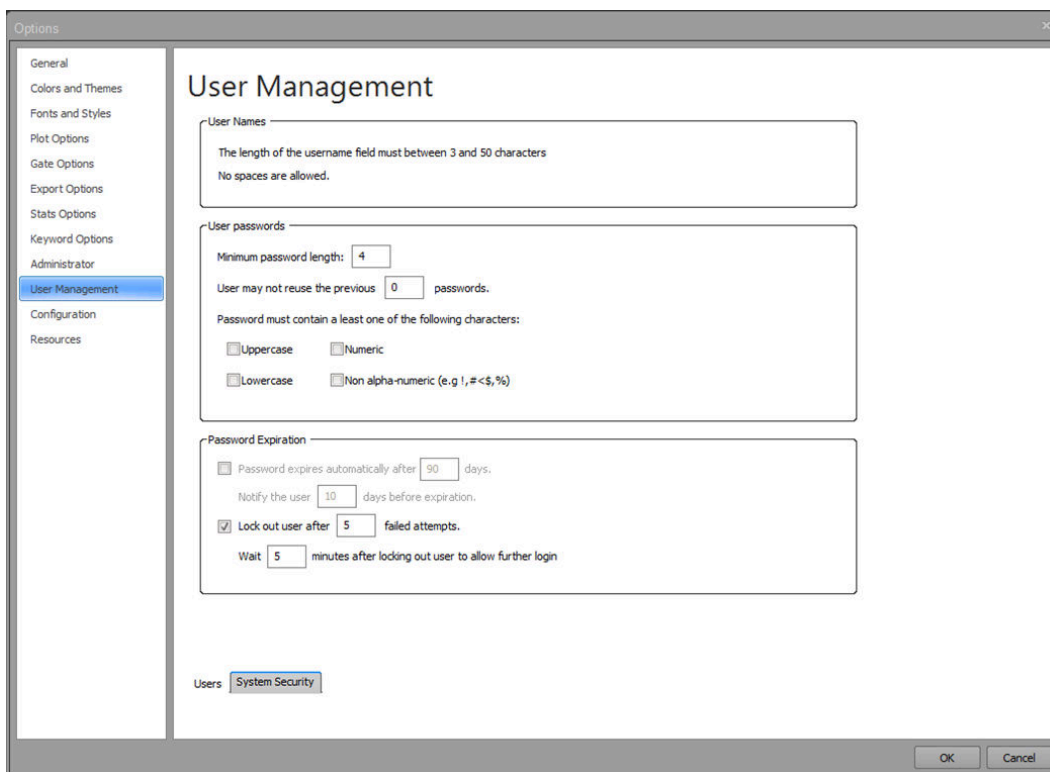 Options
General
Colors and Themes
Fonts and Styles
Plot Options
Gate Options
Export Options
Stats Options
Keyword Options
Administrator
User Management
Configuration
Resources
User Management
User Names
The length of the username field must between 3 and 50 characters
No spaces are allowed.
User passwords
Minimum password length: 4
User may not reuse the previous 0 passwords.
Password must contain a least one of the following characters:
Uppercase Numeric
Lowercase Non alpha-numeric (e.g !,#<$,%)
Password Expiration
Password expires automatically after 90 days.
Notify the user 10 days before expiration.
Lock out user after 5 failed attempts.
Wait 5 minutes after locking out user to allow further login
Users System Security
OK Cancel